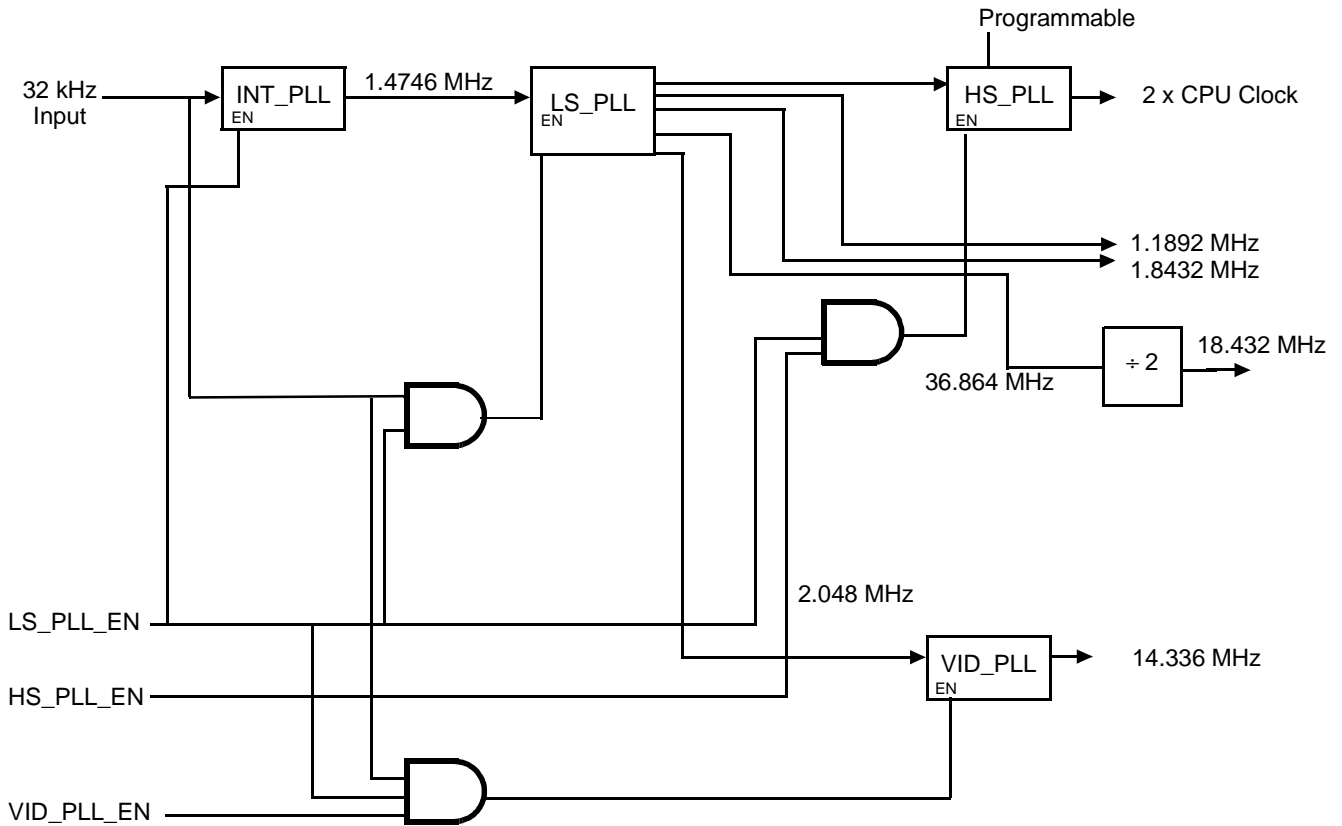 Programmable
32 kHz
Input
INT_PLL
EN
1.4746 MHz
LS_PLL
EN
HS_PLL
EN
2 x CPU Clock
1.1892 MHz
1.8432 MHz
÷ 2
18.432 MHz
36.864 MHz
2.048 MHz
LS_PLL_EN
HS_PLL_EN
VID_PLL
EN
14.336 MHz
VID_PLL_EN